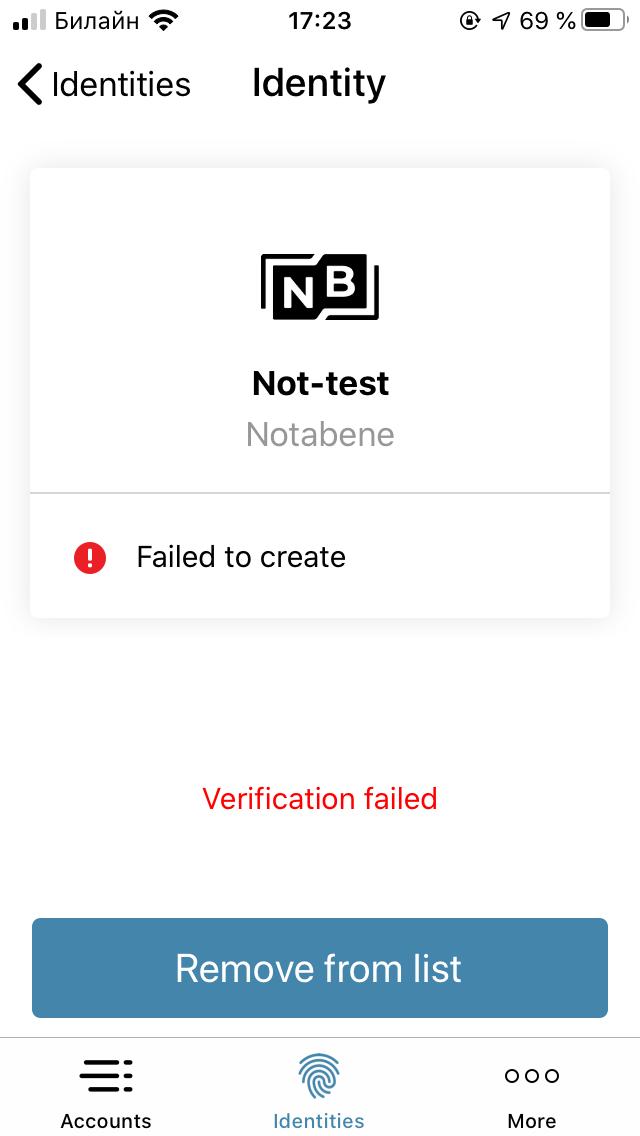 Билайн 17:23 69 %
Identities Identity
NB
Not-test
Notabene
Failed to create
Verification failed
Remove from list
Accounts Identities More